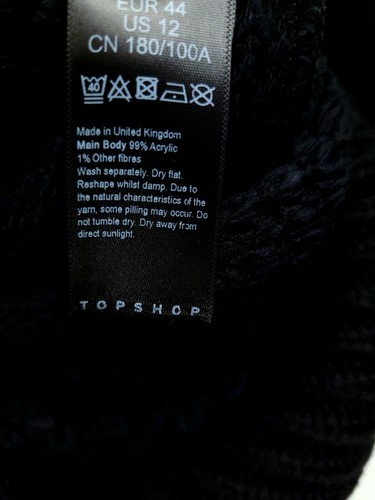 EUR 44
US 12
CN 180/100A
40
Made in United Kingdom
Main Body 99% Acrylic
1% Other fibres
Wash separately. Dry flat.
Reshape whilst damp. Due to
the natural characteristics of the
yarn, some pilling may occur. Do
not tumble dry. Dry away from
direct sunlight.
TOPSHOP